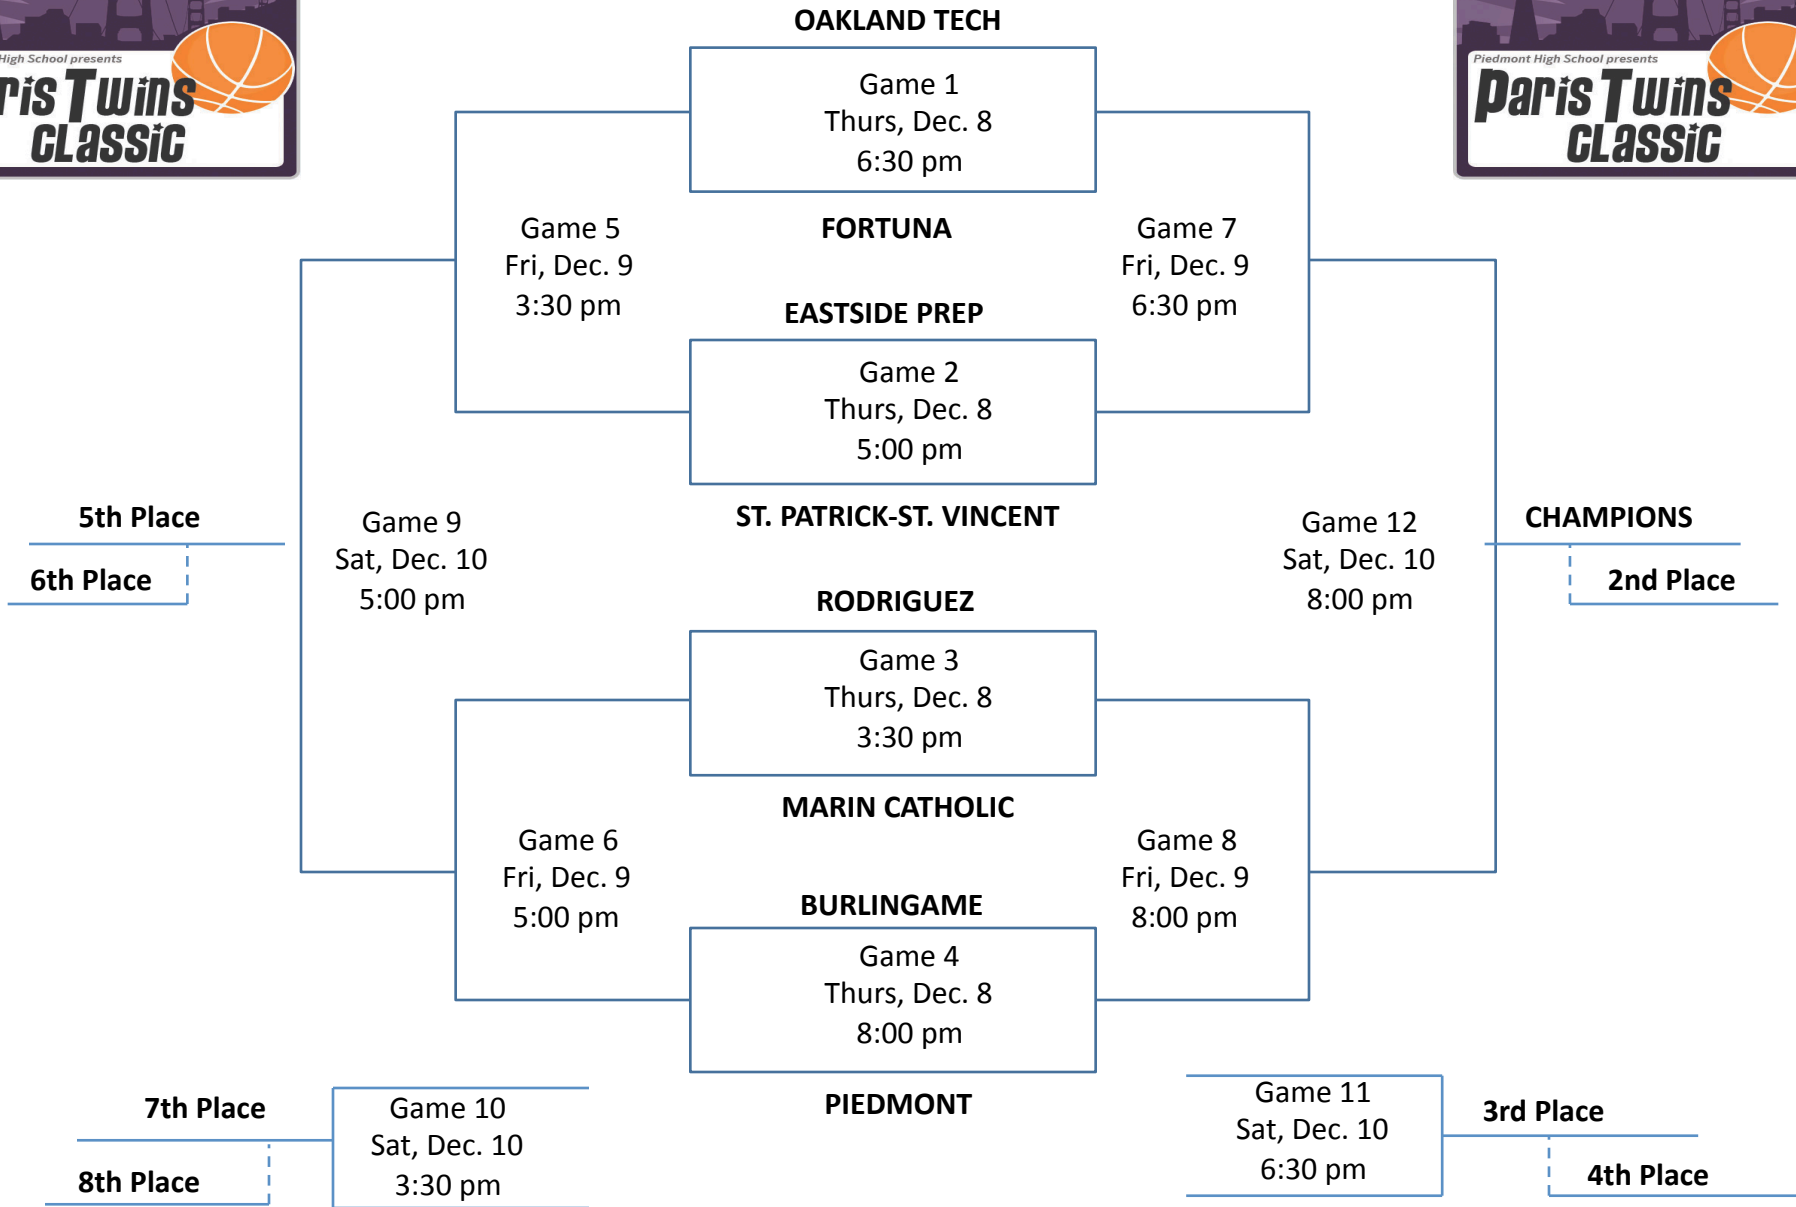 High School presents
ris Twins
CLassic
Piedmont High School presents
Paris Twins
CLassic
OAKLAND TECH
Game 1
Thurs, Dec. 8
6:30 pm
FORTUNA
Game 5
Fri, Dec. 9
3:30 pm
Game 7
Fri, Dec. 9
6:30 pm
EASTSIDE PREP
Game 2
Thurs, Dec. 8
5:00 pm
ST. PATRICK-ST. VINCENT
5th Place
6th Place
Game 9
Sat, Dec. 10
5:00 pm
Game 12
Sat, Dec. 10
8:00 pm
CHAMPIONS
2nd Place
RODRIGUEZ
Game 3
Thurs, Dec. 8
3:30 pm
MARIN CATHOLIC
Game 6
Fri, Dec. 9
5:00 pm
Game 8
Fri, Dec. 9
8:00 pm
BURLINGAME
Game 4
Thurs, Dec. 8
8:00 pm
PIEDMONT
7th Place
8th Place
Game 10
Sat, Dec. 10
3:30 pm
Game 11
Sat, Dec. 10
6:30 pm
3rd Place
4th Place